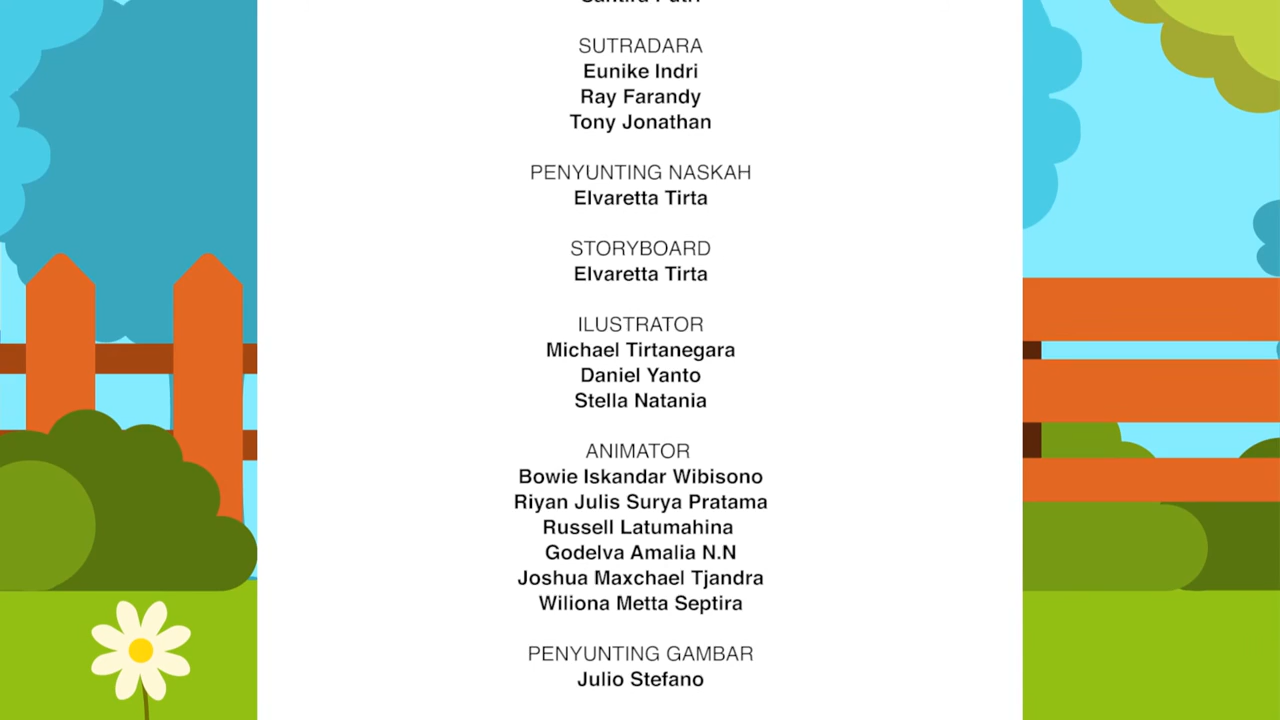 SUTRADARA
Eunike Indri
Ray Farandy
Tony Jonathan
PENYUNTING NASKAH
Elvaretta Tirta
STORYBOARD
Elvaretta Tirta
ILUSTRATOR
Michael Tirtanegara
Daniel Yanto
Stella Natania
ANIMATOR
Bowie Iskandar Wibisono
Riyan Julis Surya Pratama
Russell Latumahina
Godelva Amalia N.N
Joshua Maxchael Tjandra
Wiliona Metta Septira
PENYUNTING GAMBAR
Julio Stefano